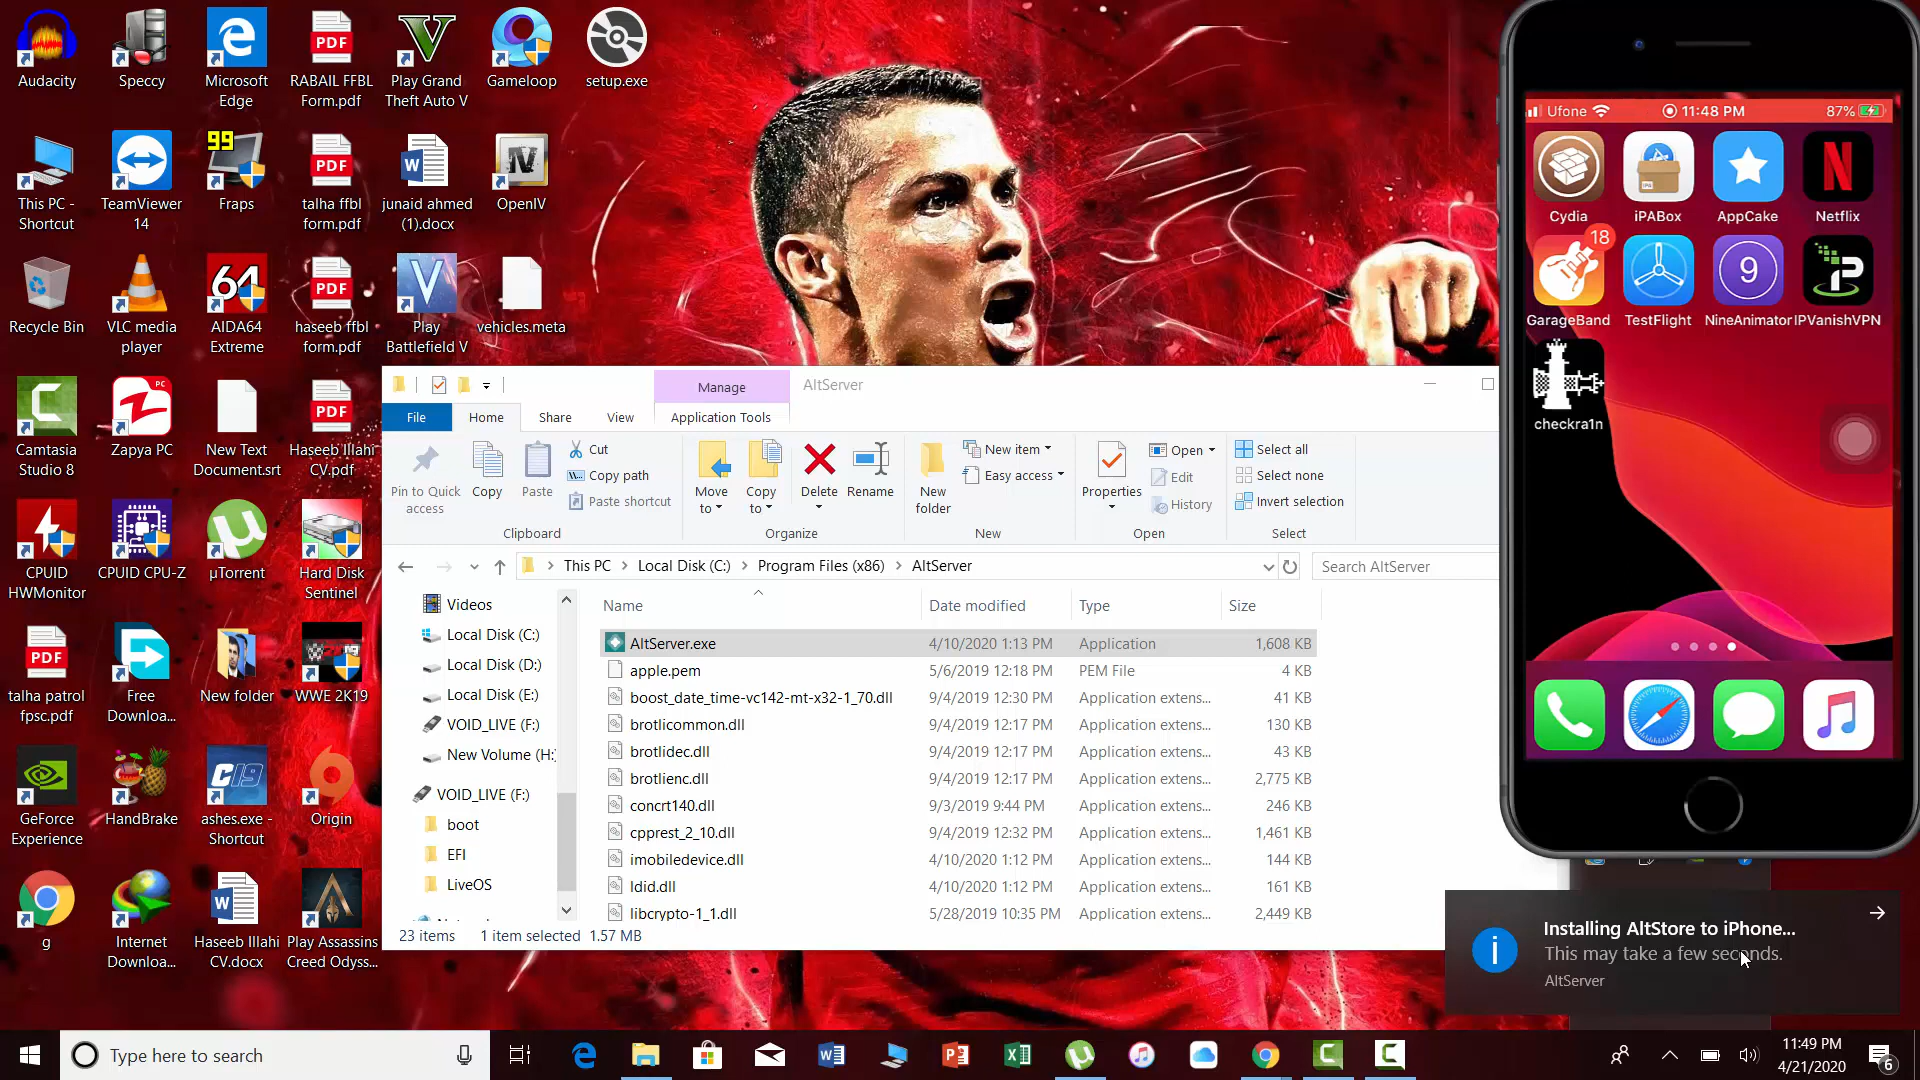 Audacity
Speccy
Microsoft
Edge
PDF
RABAIL FFBL
Form.pdf
Play Grand
Theft Auto V
Gameloop
setup.exe
This PC -
Shortcut
TeamViewer
14
99
Fraps
PDF
talha ffbl
form.pdf
junaid ahmed
(1).docx
OpenIV
Recycle Bin
VLC media
player
64
AIDA64
Extreme
PDF
haseeb ffbl
form.pdf
Play
Battlefield V
vehicles.meta
Camtasia
Studio 8
PC
Zapya PC
New Text
Document.srt
PDF
Haseeb Illahi
CV.pdf
CPUID
HWMonitor
CPUID CPU-Z
µTorrent
Hard Disk
Sentinel
PDF
talha patrol
fpsc.pdf
Free
Downloa...
New folder
WWE 2K19
GeForce
Experience
HandBrake
C19
ashes.exe -
Shortcut
Origin
g
Internet
Downloa...
Haseeb Illahi
CV.docx
Play Assassins
Creed Odyss...
Manage
AltServer
File
Home
Share
View
Application Tools
Pin to Quick
access
Copy
Paste
Cut
Copy path
Paste shortcut
Clipboard
Move
to
Copy
to
Delete
Rename
Organize
New
folder
New item
Easy access
New
Properties
Open
Edit
History
Open
Select all
Select none
Invert selection
Select
This PC
Local Disk (C:)
Program Files (x86)
AltServer
Search AltServer
Videos
Local Disk (C:)
Local Disk (D:)
Local Disk (E:)
VOID_LIVE (F:)
New Volume (H:
VOID_LIVE (F:)
boot
EFI
LiveOS
Name Date modified Type Size
AltServer.exe 4/10/2020 1:13 PM Application 1,608 KB
apple.pem 5/6/2019 12:18 PM PEM File 4 KB
boost_date_time-vc142-mt-x32-1_70.dll 9/4/2019 12:30 PM Application extens... 41 KB
brotlicommon.dll 9/4/2019 12:17 PM Application extens... 130 KB
brotlidec.dll 9/4/2019 12:17 PM Application extens... 43 KB
brotlienc.dll 9/4/2019 12:17 PM Application extens... 2,775 KB
concrt140.dll 9/3/2019 9:44 PM Application extens... 246 KB
cpprest_2_10.dll 9/4/2019 12:32 PM Application extens... 1,461 KB
imobiledevice.dll 4/10/2020 1:12 PM Application extens... 144 KB
ldid.dll 4/10/2020 1:12 PM Application extens... 161 KB
libcrypto-1_1.dll 5/28/2019 10:35 PM Application extens... 2,449 KB
23 items 1 item selected 1.57 MB
Ufone 11:48 PM 87%
Cydia
iPABox
AppCake
Netflix
18
9
GarageBand
TestFlight
NineAnimator
IPVanishVPN
checkra1n
Installing AltStore to iPhone...
This may take a few seconds.
AltServer
Type here to search
11:49 PM
4/21/2020
6